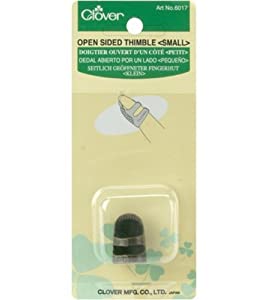 Art No.6017
Clover
OPEN SIDED THIMBLE <SMALL>
DOIGTIER OUVERT D'UN CÔTÉ <PETIT>
DEDAL ABIERTO POR UN LADO <PEQUEÑO>
SEITLICH GEÖFFNETER FINGERHUT
<KLEIN>
CLOVER MFG. CO., LTD. JAPAN